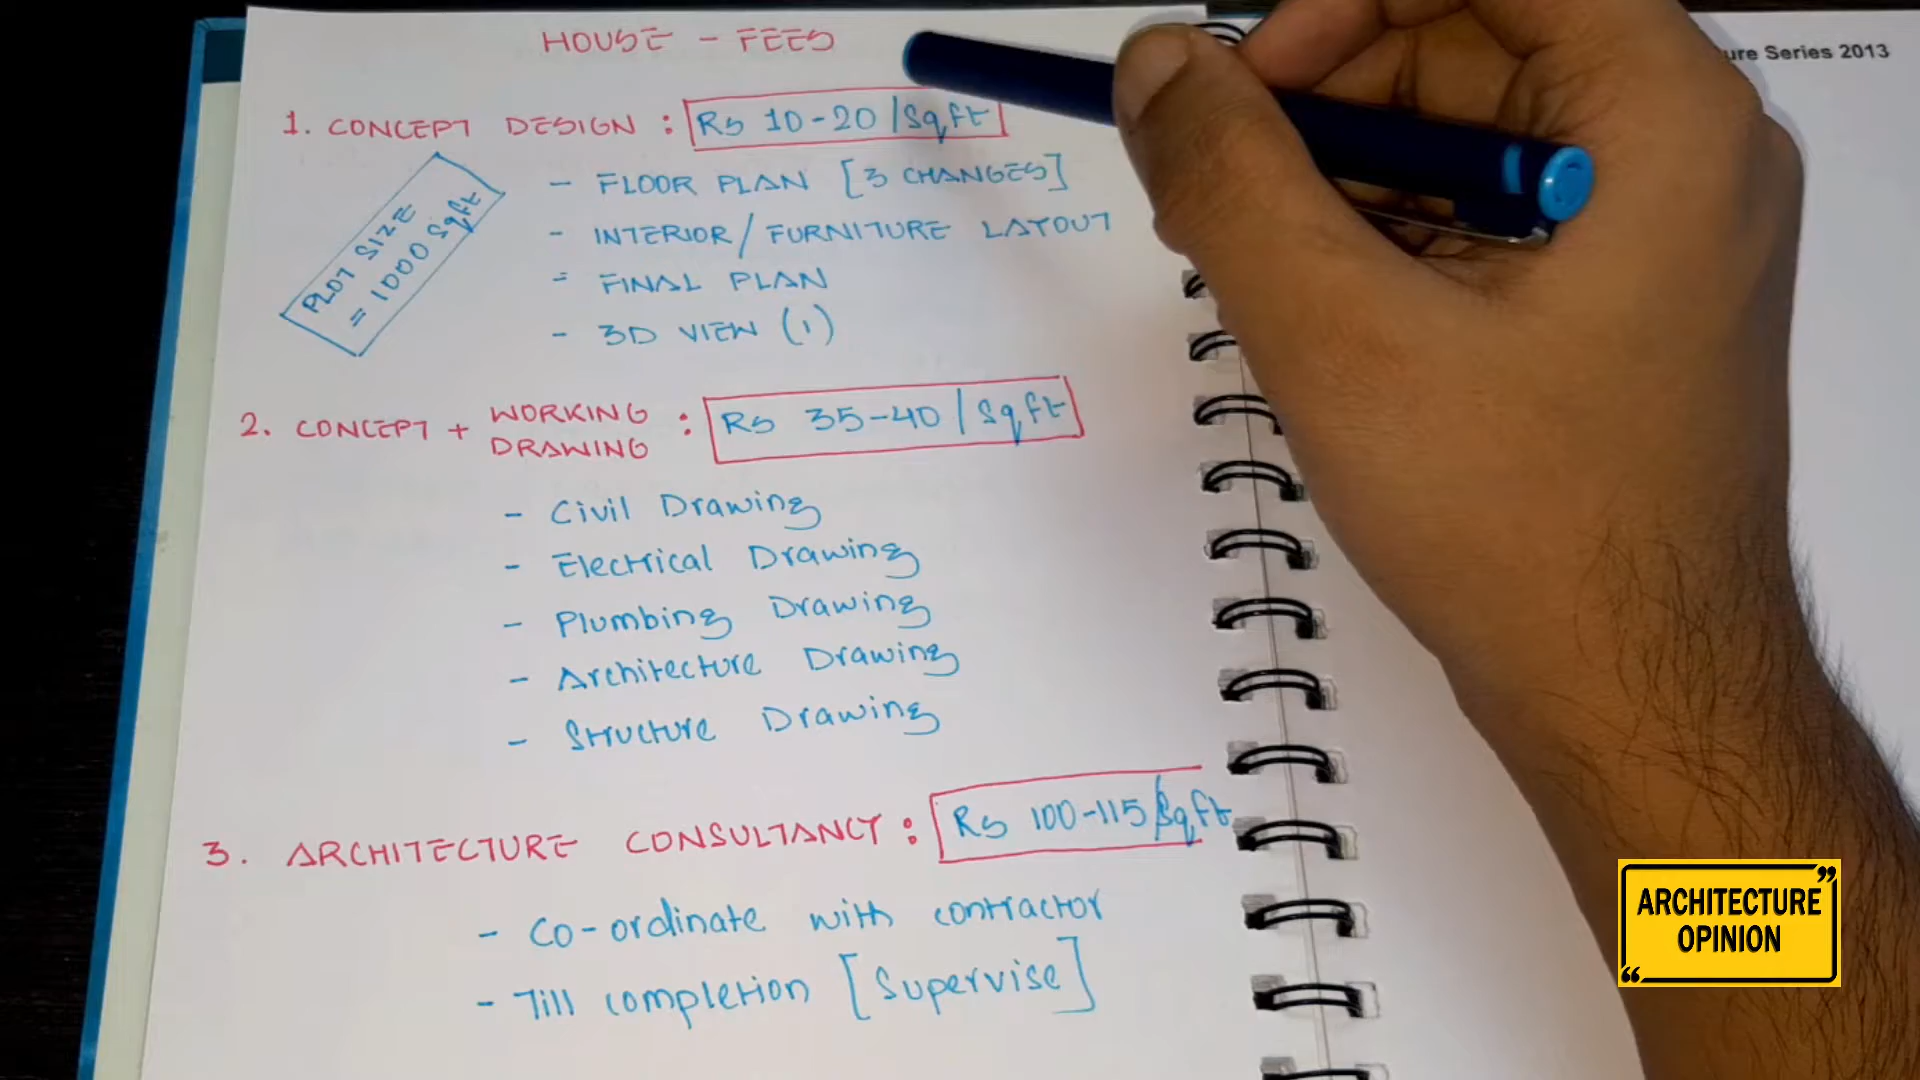 HOUSE - FEES
1. CONCEPT DESIGN : Rs 10-20 /Sqft
PLOT SIZE
= 1000 Sqft
- FLOOR PLAN [3 CHANGES]
- INTERIOR/FURNITURE LAYOUT
- FINAL PLAN
- 3D VIEW (1)
2. CONCEPT + WORKING DRAWING : Rs 35-40 /Sqft
- Civil Drawing
- Electrical Drawing
- Plumbing Drawing
- Architecture Drawing
- Structure Drawing
3. ARCHITECTURE CONSULTANCY : Rs 100-115/Sqft
- Co-ordinate with contractor
- Till completion [Supervise]
Series 2013
"ARCHITECTURE
OPINION"